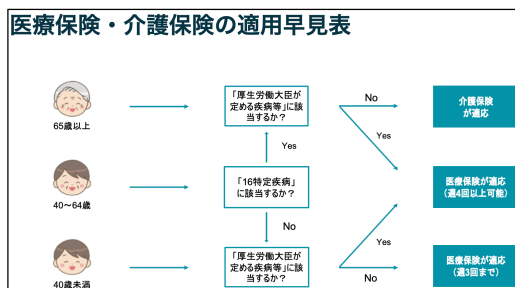 医療保険・介護保険の適用早見表
65歳以上
「厚生労働大臣が
定める疾病等」に該
当するか？
No
Yes
介護保険
が適応
Yes
40〜64歳
「16特定疾病」
に該当するか？
医療保険が適応
（週4回以上可能）
No
Yes
40歳未満
「厚生労働大臣が
定める疾病等」に該
当するか？
No
医療保険が適応
（週3回まで）